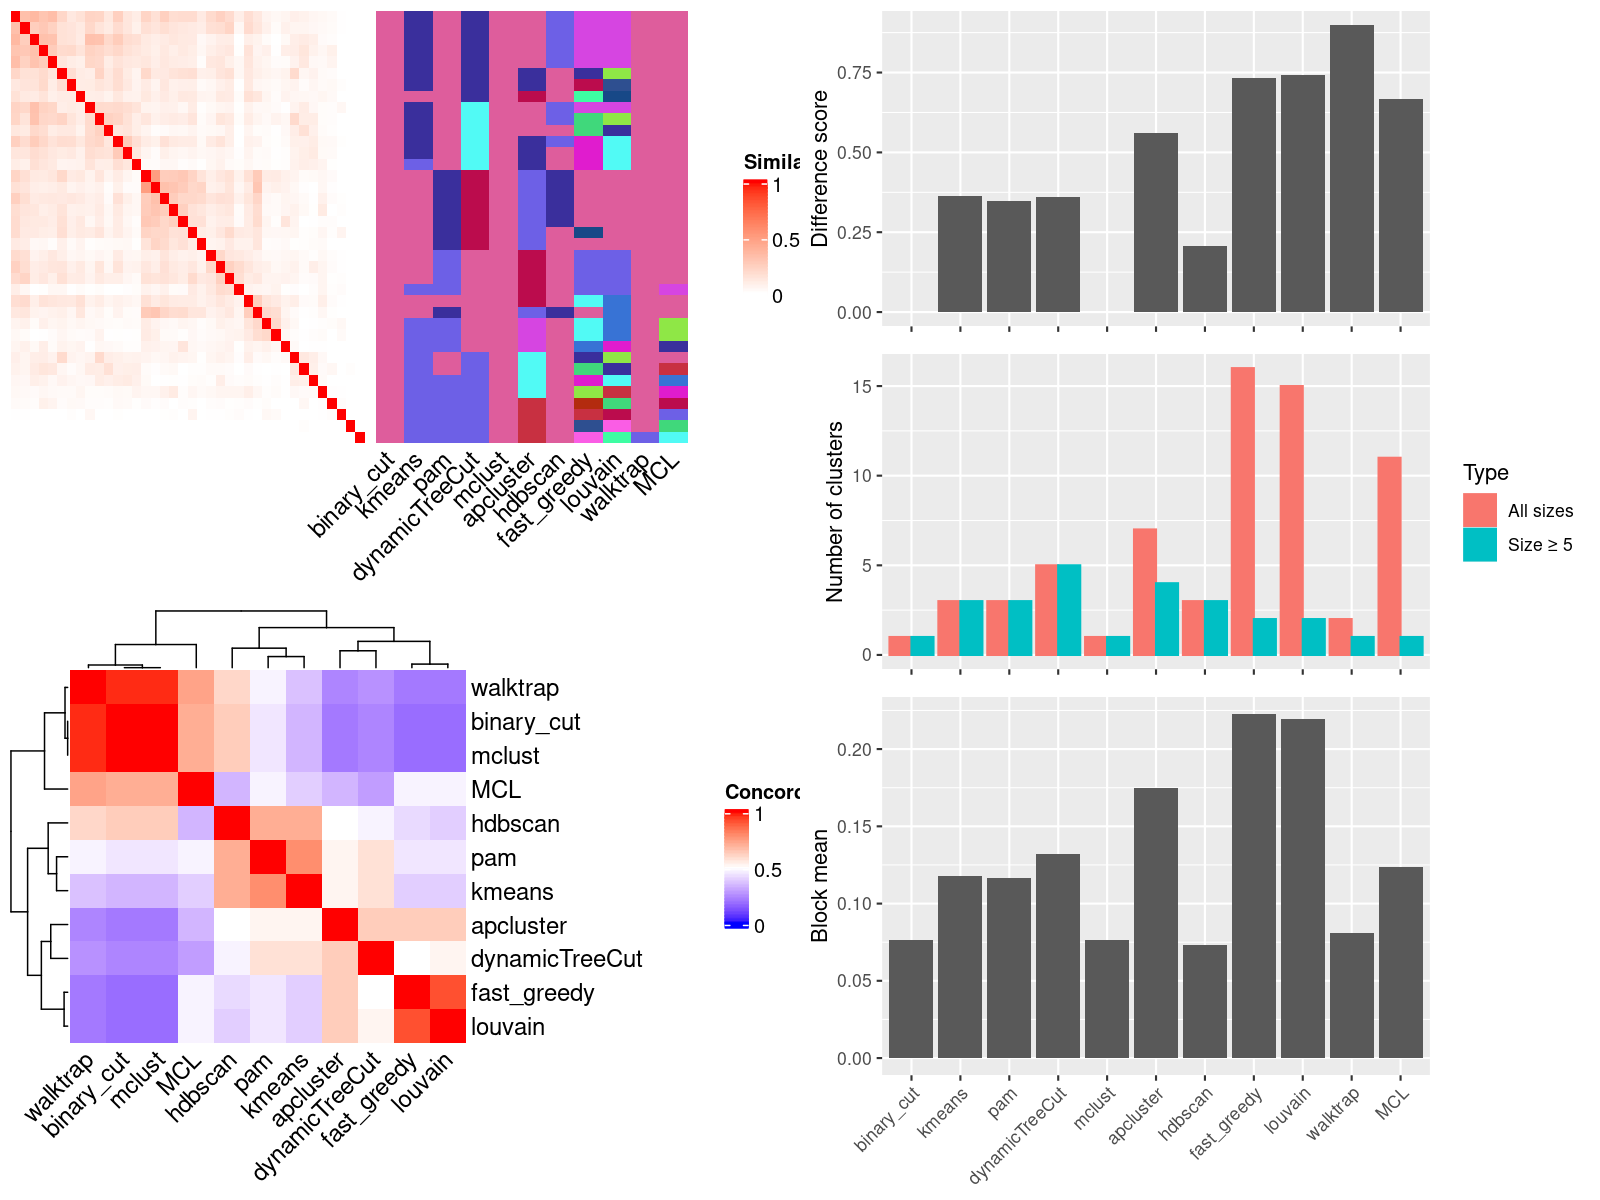 Simila
1
0.5
0
binary_cut
kmeans
pam
dynamicTreeCut
mclust
apcluster
hdbscan
fast_greedy
louvain
walktrap
MCL
walktrap
binary_cut
mclust
MCL
hdbscan
pam
kmeans
apcluster
dynamicTreeCut
fast_greedy
louvain
Concord
1
0.5
0
walktrap
binary_cut
mclust
MCL
hdbscan
pam
kmeans
apcluster
dynamicTreeCut
fast_greedy
louvain
Difference score
0.75
0.50
0.25
0.00
Number of clusters
15
10
5
0
Type
All sizes
Size ≥ 5
Block mean
0.20
0.15
0.10
0.05
0.00
binary_cut
kmeans
pam
dynamicTreeCut
mclust
apcluster
hdbscan
fast_greedy
louvain
walktrap
MCL